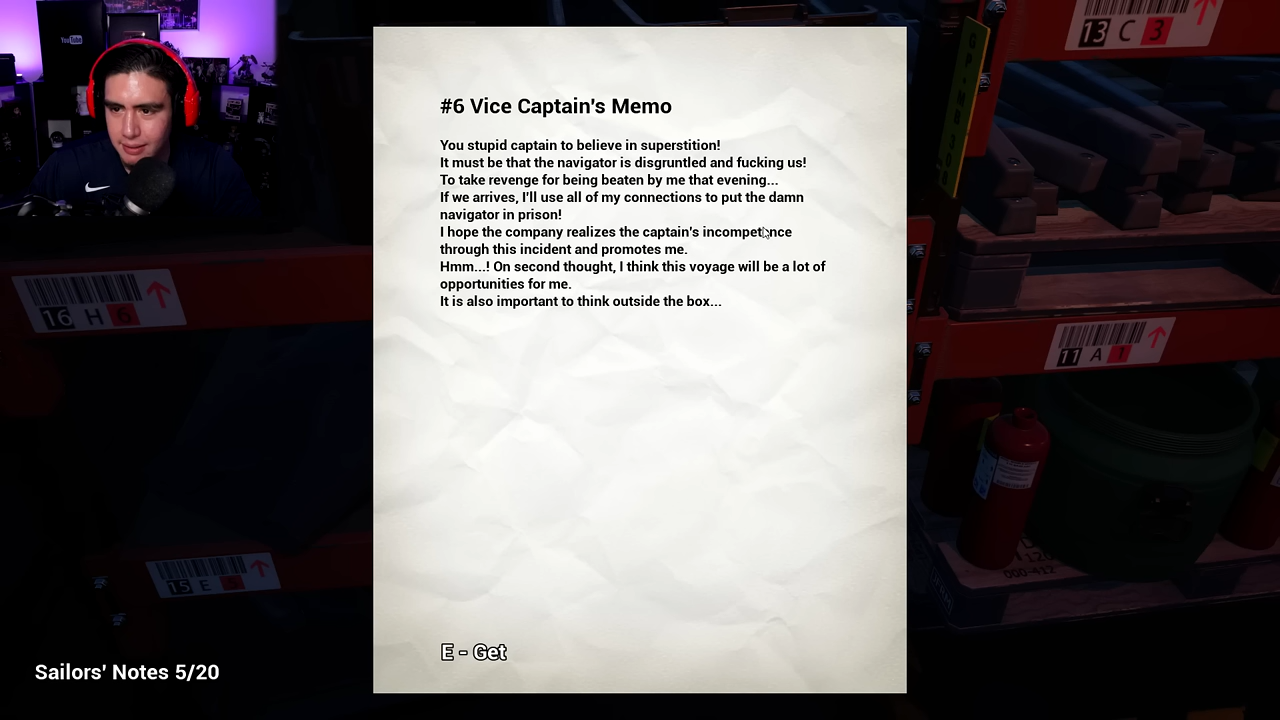 YouTube
#6 Vice Captain's Memo
You stupid captain to believe in superstition!
It must be that the navigator is disgruntled and fucking us!
To take revenge for being beaten by me that evening...
If we arrives, I'll use all of my connections to put the damn
navigator in prison!
I hope the company realizes the captain's incompetence
through this incident and promotes me.
Hmm...! On second thought, I think this voyage will be a lot of
opportunities for me.
It is also important to think outside the box...
E - Get
Sailors' Notes 5/20
13 C 3
16 H 6
11 A 1
15 E
000-412